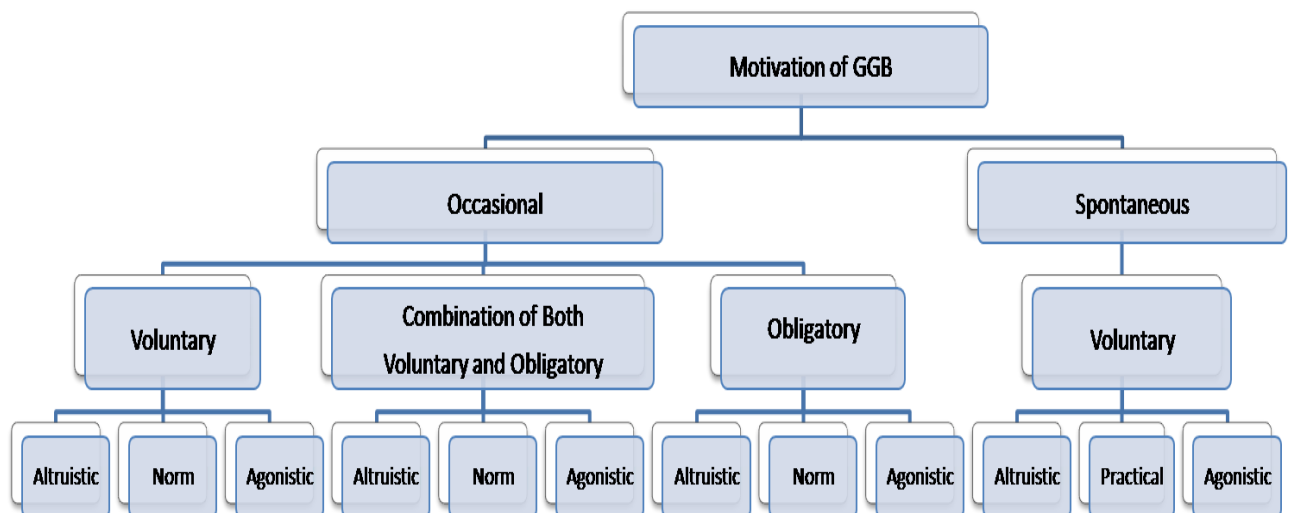 Motivation of GGB
Occasional
Spontaneous
Voluntary
Combination of Both
Voluntary and Obligatory
Obligatory
Voluntary
Altruistic
Norm
Agonistic
Altruistic
Norm
Agonistic
Altruistic
Norm
Agonistic
Altruistic
Practical
Agonistic